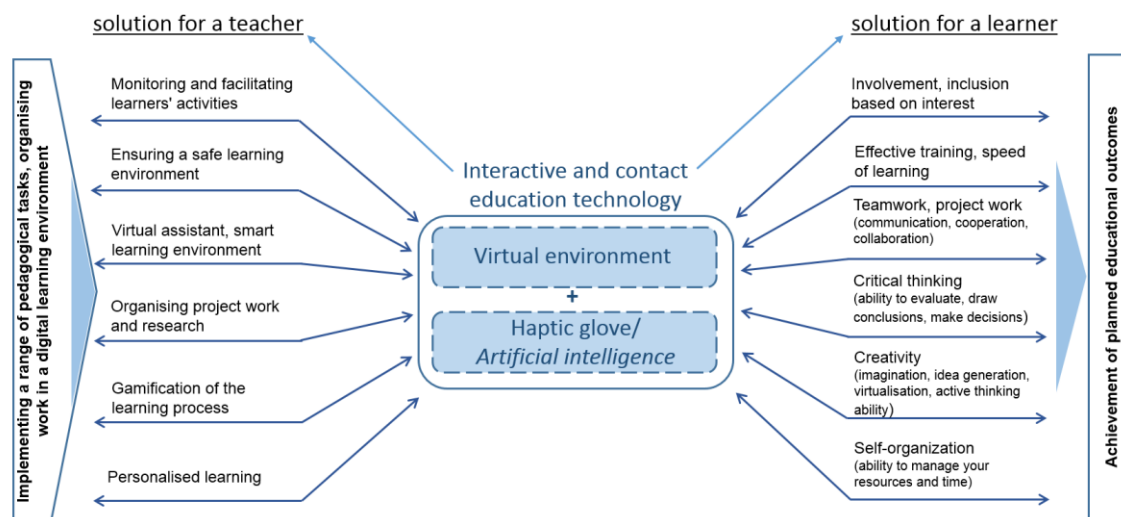 solution for a teacher
solution for a learner
Implementing a range of pedagogical tasks, organising
work in a digital learning environment
Monitoring and facilitating
learners' activities
Ensuring a safe learning
environment
Virtual assistant, smart
learning environment
Organising project work
and research
Gamification of the
learning process
Personalised learning
Interactive and contact
education technology
Virtual environment
+
Haptic glove/
Artificial intelligence
Involvement, inclusion
based on interest
Effective training, speed
of learning
Teamwork, project work
(communication, cooperation,
collaboration)
Critical thinking
(ability to evaluate, draw
conclusions, make decisions)
Creativity
(imagination, idea generation,
virtualisation, active thinking
ability)
Self-organization
(ability to manage your
resources and time)
Achievement of planned educational outcomes